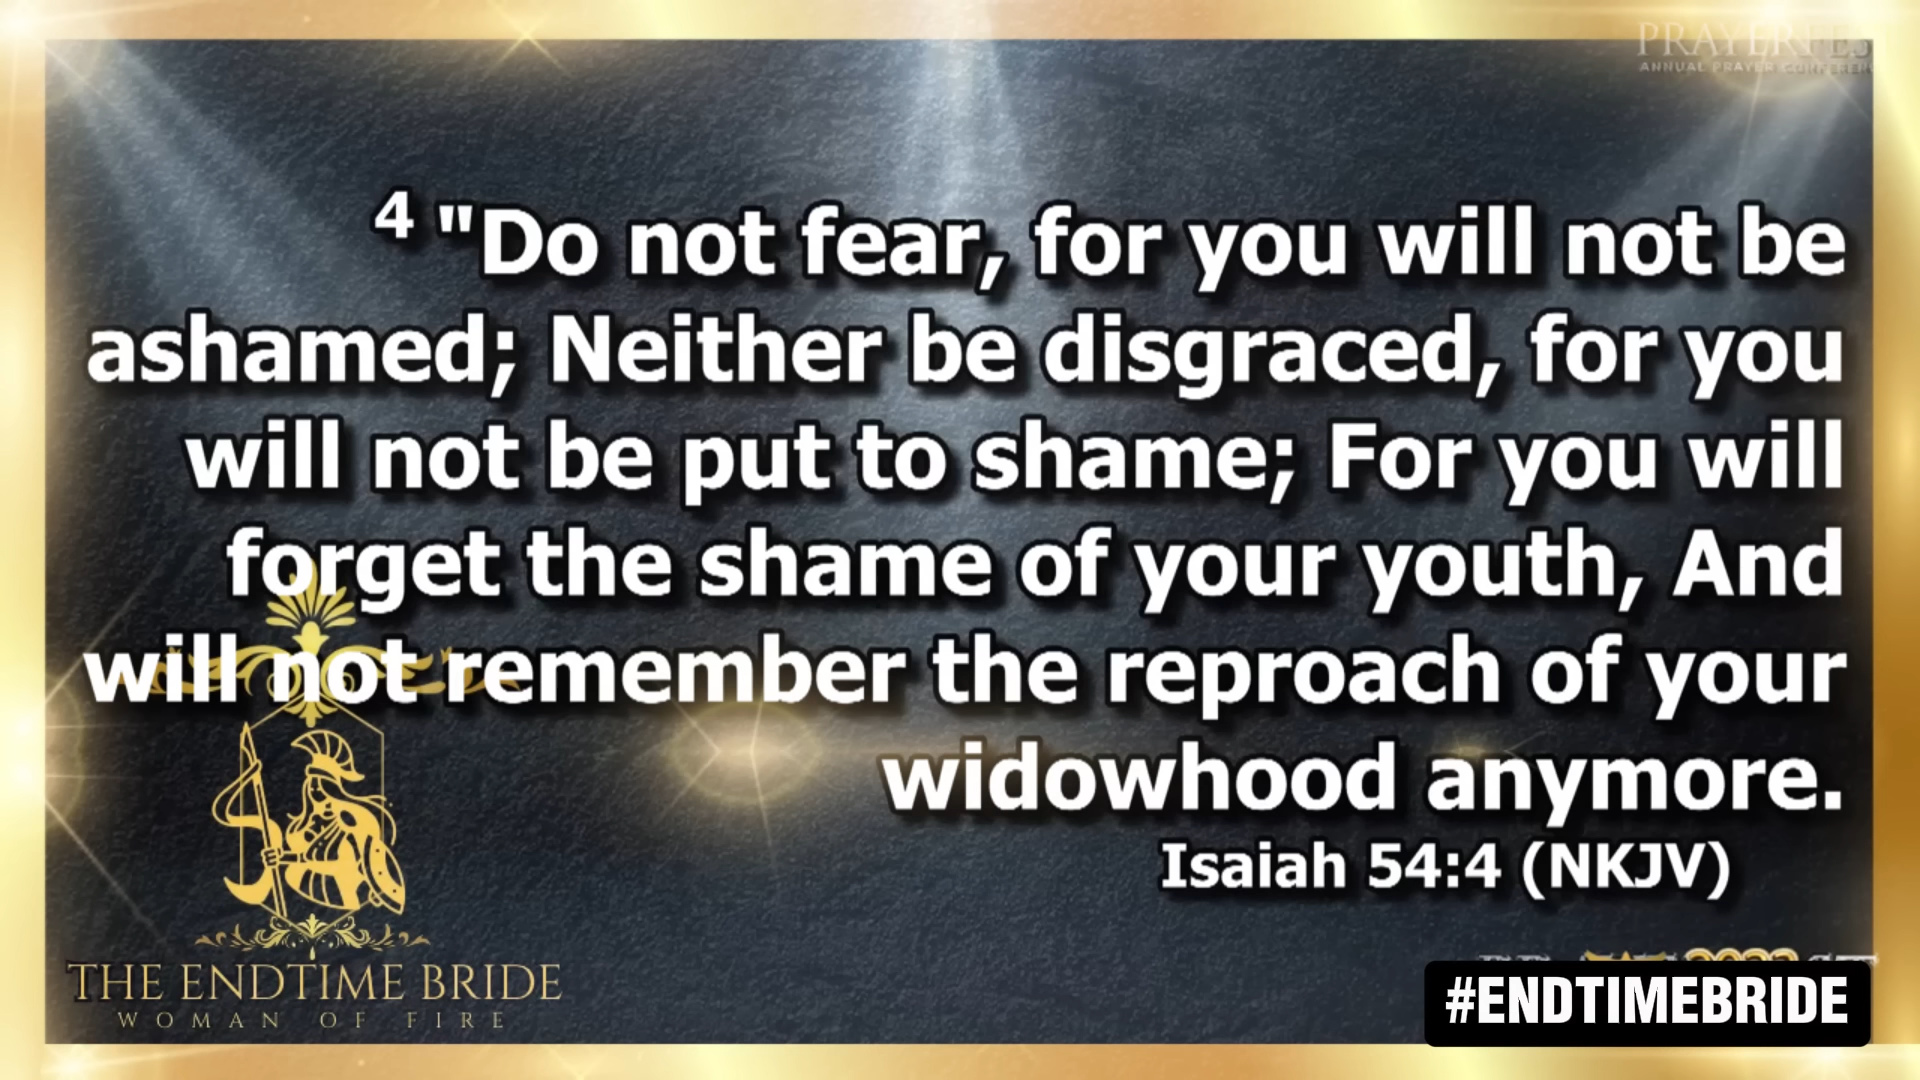 PRAYERFES
ANNUAL PRAYER CONFEREN
4 "Do not fear, for you will not be
ashamed; Neither be disgraced, for you
will not be put to shame; For you will
forget the shame of your youth, And
will not remember the reproach of your
widowhood anymore.
Isaiah 54:4 (NKJV)
THE ENDTIME BRIDE
WOMAN OF FIRE
#ENDTIMEBRIDE